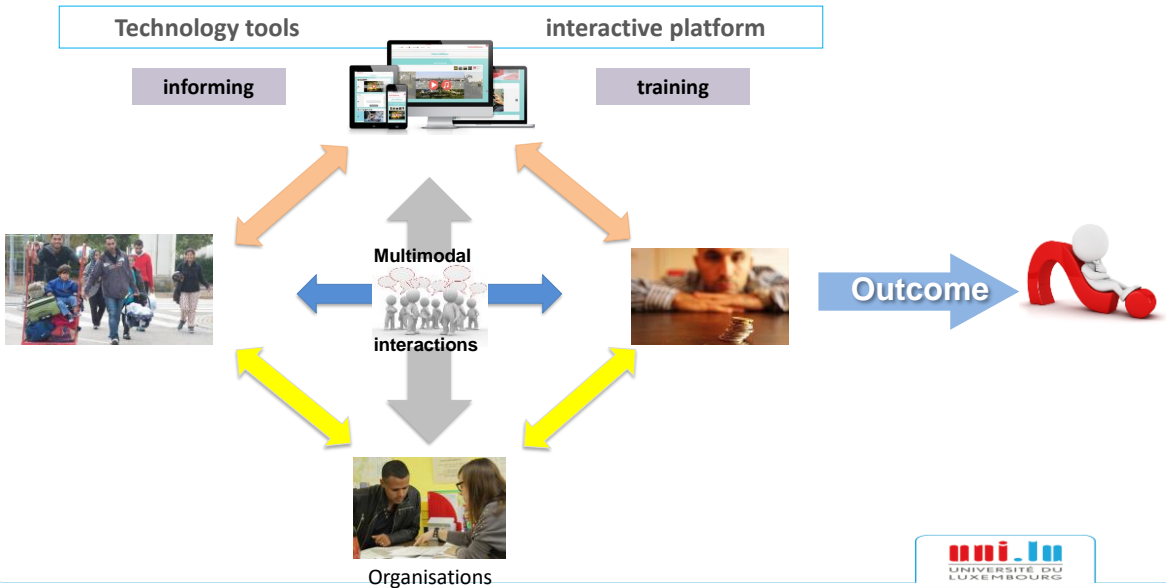 Technology tools interactive platform
informing
training
Multimodal
interactions
Outcome
Organisations
uni.lu
UNIVERSITÉ DU
LUXEMBOURG